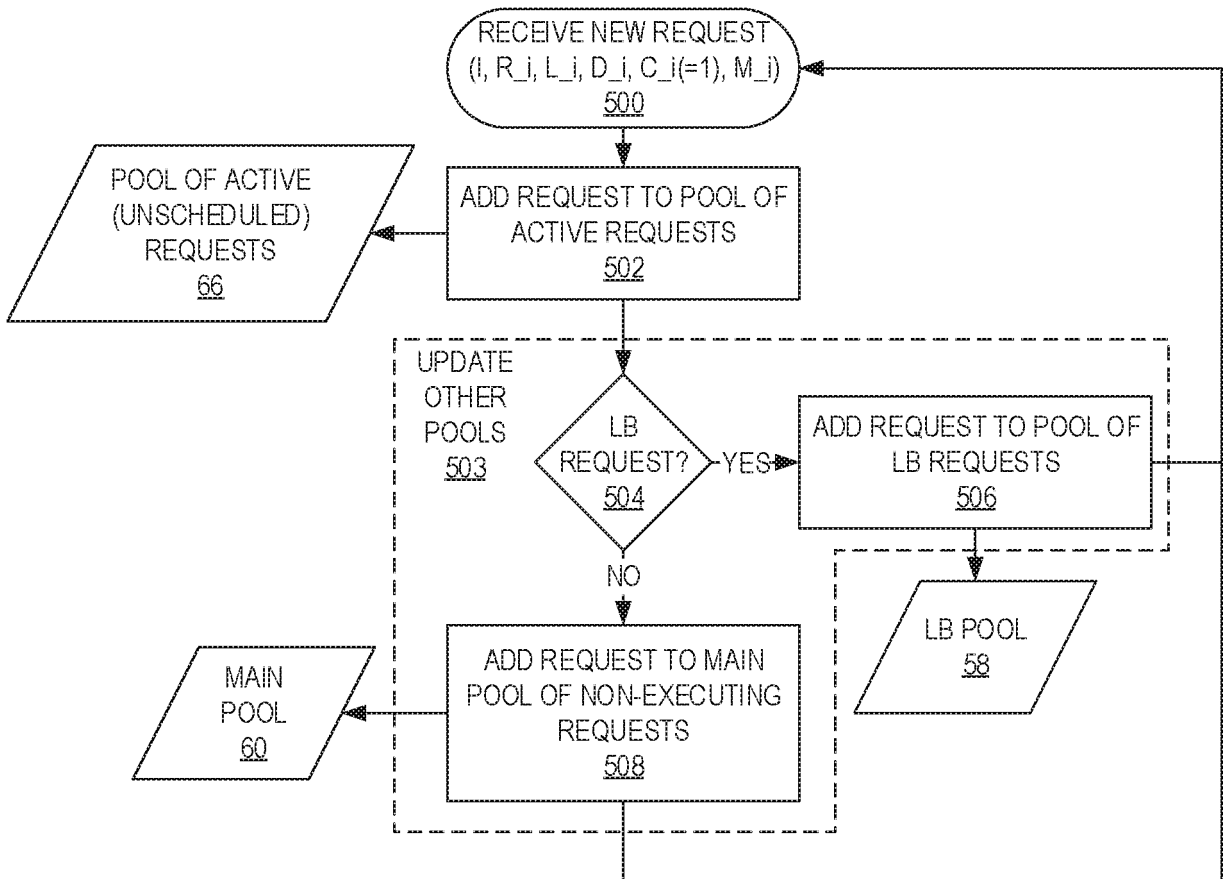 RECEIVE NEW REQUEST
(I, R_i, L_i, D_i, C_i(=1), M_i)
500
POOL OF ACTIVE
(UNSCHEDULED)
REQUESTS
66
ADD REQUEST TO POOL OF
ACTIVE REQUESTS
502
UPDATE
OTHER
POOLS
503
LB
REQUEST?
504
YES
ADD REQUEST TO POOL OF
LB REQUESTS
506
NO
LB POOL
58
MAIN
POOL
60
ADD REQUEST TO MAIN
POOL OF NON-EXECUTING
REQUESTS
508